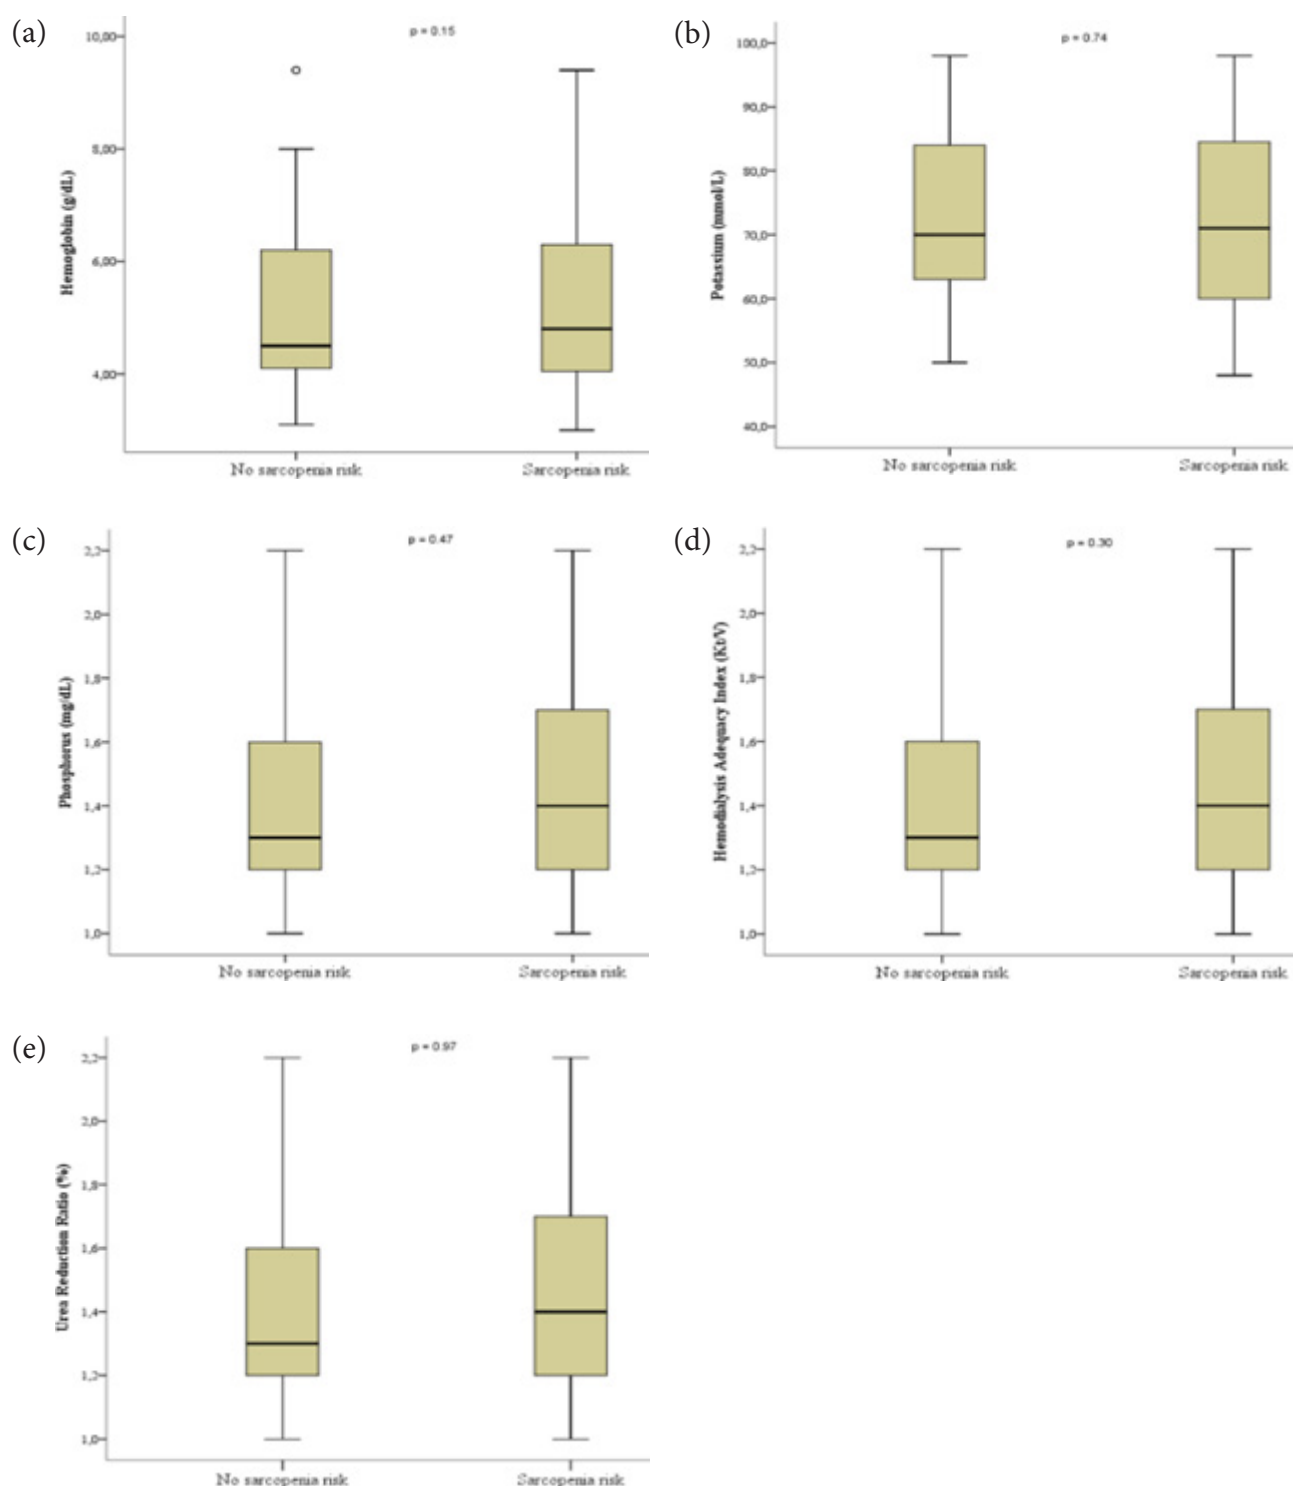 (a)
p = 0.15
Hemoglobin (g/dL)
10,00
8,00
6,00
4,00
No sarcopenia risk
Sarcopenia risk
(b)
p = 0.74
Potassium (mmol/L)
100,0
90,0
80,0
70,0
60,0
50,0
40,0
No sarcopenia risk
Sarcopenia risk
(c)
p = 0.47
Phosphorus (mg/dL)
2,2
2,0
1,8
1,6
1,4
1,2
1,0
No sarcopenia risk
Sarcopenia risk
(d)
p = 0.30
Hemodialysis Adequacy Index (Kt/V)
2,2
2,0
1,8
1,6
1,4
1,2
1,0
No sarcopenia risk
Sarcopenia risk
(e)
p = 0.97
Urea Reduction Ratio (%)
2,2
2,0
1,8
1,6
1,4
1,2
1,0
No sarcopenia risk
Sarcopenia risk